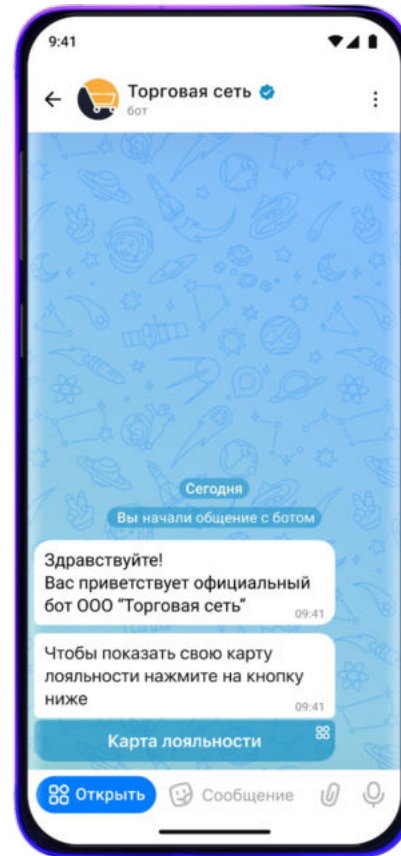 9:41
Торговая сеть
бот
Сегодня
Вы начали общение с ботом
Здравствуйте!
Вас приветствует официальный
бот ООО "Торговая сеть"
09:41
Чтобы показать свою карту
лояльности нажмите на кнопку
ниже
09:41
Карта лояльности
Открыть
Сообщение